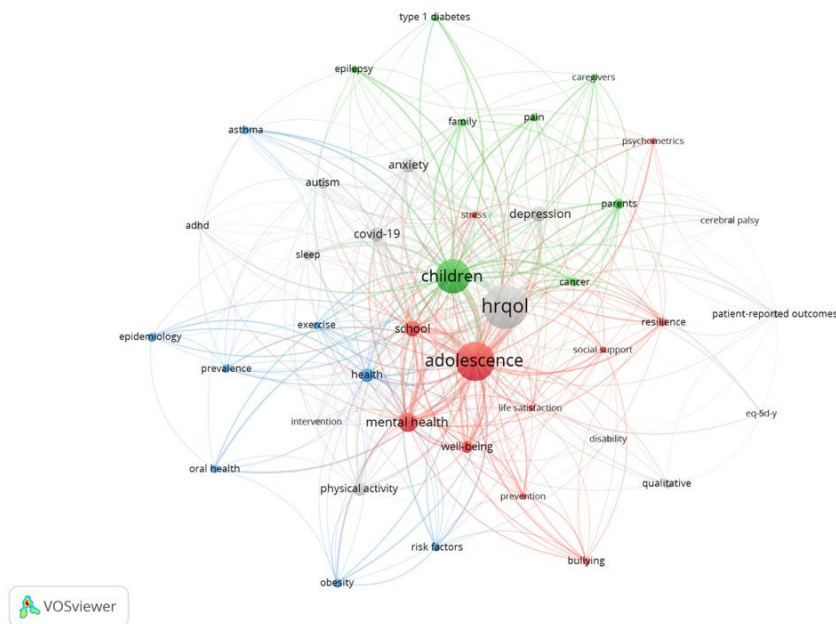 type 1 diabetes
epilepsy
caregivers
family
pain
asthma
psychometrics
anxiety
autism
parents
stress
depression
cerebral palsy
adhd
covid-19
sleep
children
cancer
hrqol
patient-reported outcomes
exercise
school
resilience
epidemiology
social support
adolescence
prevalence
health
life satisfaction
eq-5d-y
intervention
mental health
disability
well-being
oral health
physical activity
qualitative
prevention
risk factors
bullying
obesity
VOSviewer